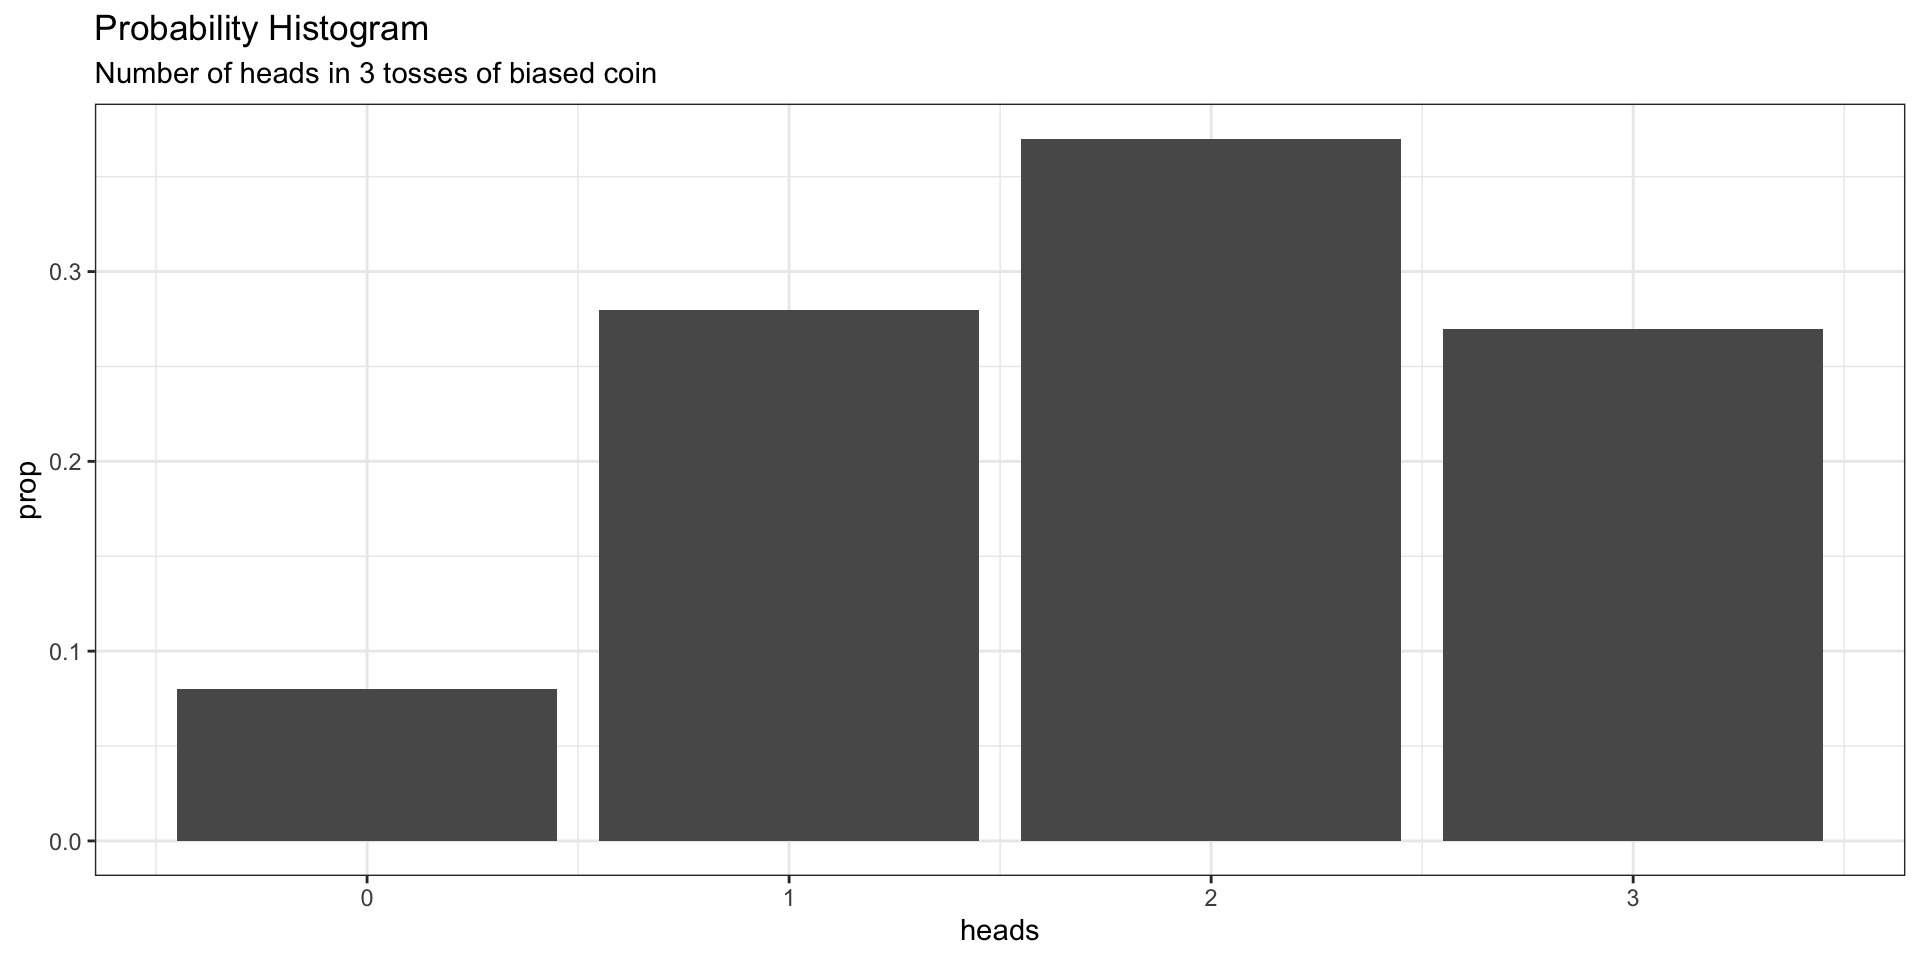 Probability Histogram
Number of heads in 3 tosses of biased coin
0.3
0.2
0.1
0.0
prop
0 1 2 3
heads